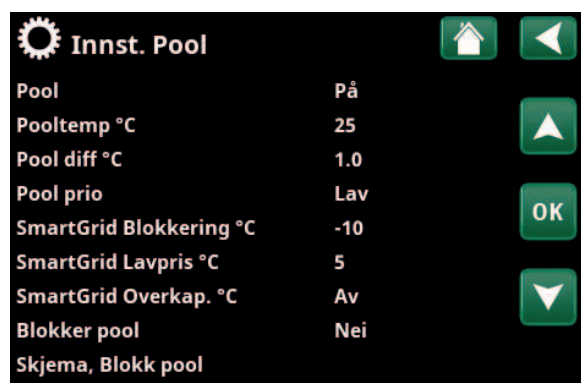 Innst. Pool
Pool På
Pooltemp °C 25
Pool diff °C 1.0
Pool prio Lav
OK
SmartGrid Blokkering °C -10
SmartGrid Lavpris °C 5
SmartGrid Overkap. °C Av
Blokker pool Nei
Skjema, Blokk pool